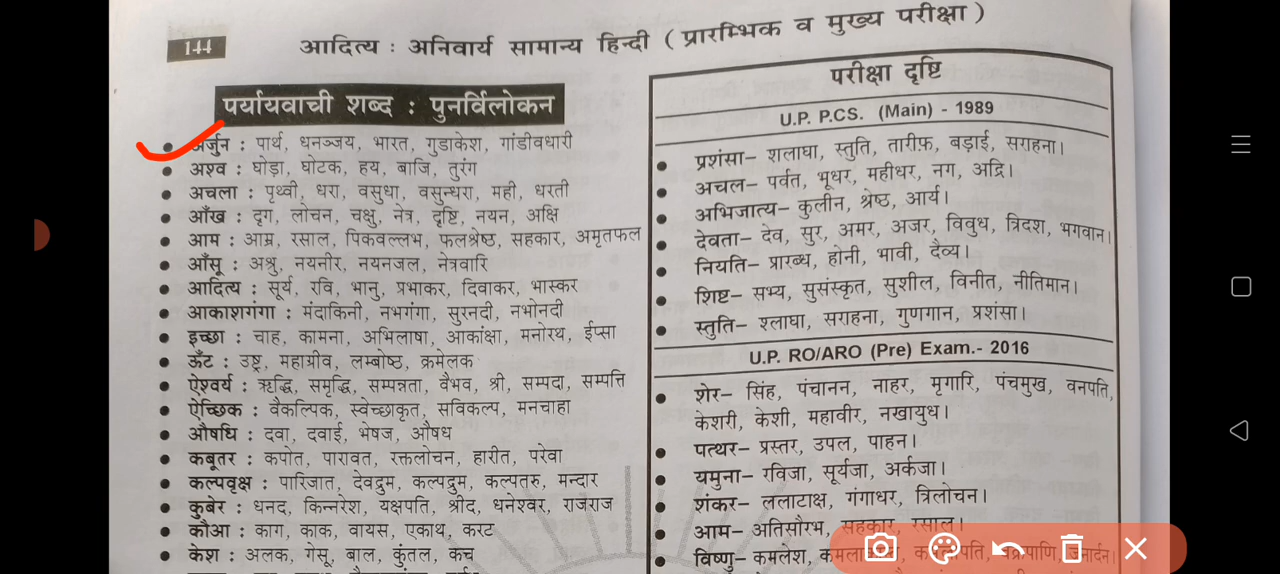 144
आदित्य : अनिवार्य सामान्य हिन्दी ( प्रारम्भिक व मुख्य परीक्षा )
पर्यायवाची शब्द : पुनर्विलोकन
• अर्जुन : पार्थ, धनञ्जय, भारत, गुडाकेश, गांडीवधारी
• अश्व : घोड़ा, घोटक, हय, बाजि, तुरंग
• अचला : पृथ्वी, धरा, वसुधा, वसुन्धरा, मही, धरती
• आँख : दृग, लोचन, चक्षु, नेत्र, दृष्टि, नयन, अक्षि
• आम : आम्र, रसाल, पिकवल्लभ, फलश्रेष्ठ, सहकार, अमृतफल
• आँसू : अश्रु, नयनीर, नयनजल, नेत्रवारि
• आदित्य : सूर्य, रवि, भानु, प्रभाकर, दिवाकर, भास्कर
• आकाशगंगा : मंदाकिनी, नभगंगा, सुरनदी, नभोनदी
• इच्छा : चाह, कामना, अभिलाषा, आकांक्षा, मनोरथ, ईप्सा
• ऊँट : उष्ट्र, महाग्रीव, लम्बोष्ठ, क्रमेलक
• ऐश्वर्य : ऋद्धि, समृद्धि, सम्पन्नता, वैभव, श्री, सम्पदा, सम्पत्ति
• ऐच्छिक : वैकल्पिक, स्वेच्छाकृत, सविकल्प, मनचाहा
• औषधि : दवा, दवाई, भेषज, औषध
• कबूतर : कपोत, पारावत, रक्तलोचन, हारीत, परेवा
• कल्पवृक्ष : पारिजात, देवद्रुम, कल्पद्रुम, कल्पतरु, मन्दार
• कुबेर : धनद, किन्नरेश, यक्षपति, श्रीद, धनेश्वर, राजराज
• कौआ : काग, काक, वायस, एकाक्ष, करट
• केश : अलक, गेसू, बाल, कुंतल, कच
परीक्षा दृष्टि
U.P. P.CS. (Main) - 1989
• प्रशंसा– शलाघा, स्तुति, तारीफ़, बढ़ाई, सराहना।
• अचल– पर्वत, भूधर, महीधर, नग, अद्रि।
• अभिजात्य– कुलीन, श्रेष्ठ, आर्य।
• देवता– देव, सुर, अमर, अजर, विवुध, त्रिदश, भगवान।
• नियति– प्रारब्ध, होनी, भावी, दैव्य।
• शिष्ट– सभ्य, सुसंस्कृत, सुशील, विनीत, नीतिमान।
• स्तुति– श्लाघा, सराहना, गुणगान, प्रशंसा।
U.P. RO/ARO (Pre) Exam.- 2016
• शेर– सिंह, पंचानन, नाहर, मृगारि, पंचमुख, वनपति,
केशरी, केशी, महावीर, नखायुध।
• पत्थर– प्रस्तर, उपल, पाहन।
• यमुना– रविजा, सूर्यजा, अर्कजा।
• शंकर– ललाटाक्ष, गंगाधर, त्रिलोचन।
• आम– अतिसौरभ, सहकार, रसाल।
• विष्णु– कमलेश, जनार्दन।